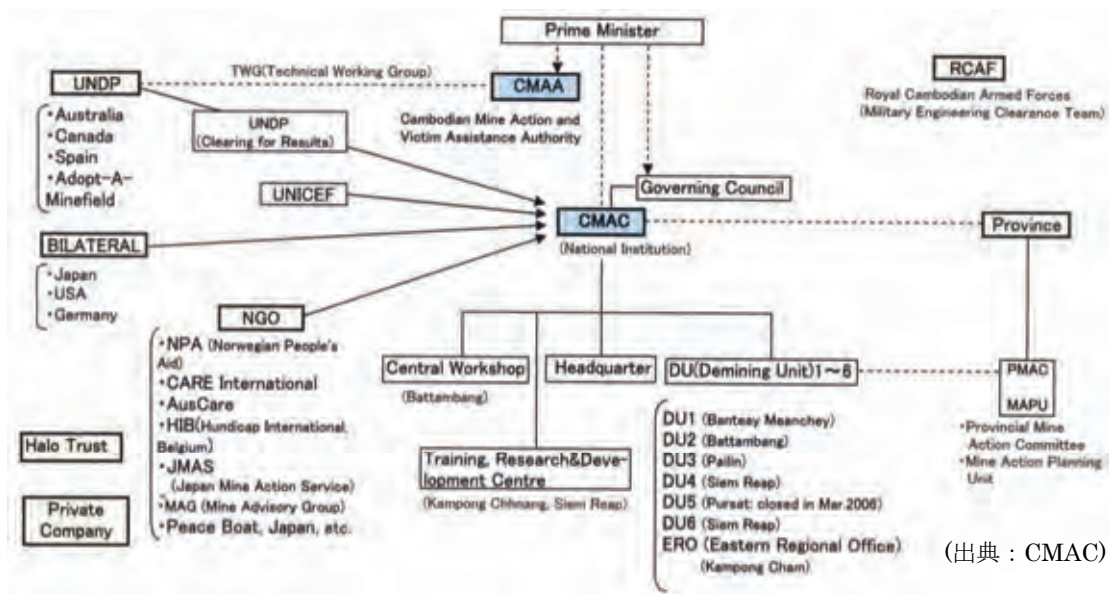 Prime Minister
UNDP
TWG(Technical Working Group)
CMAA
RCAF
・Australia
・Canada
・Spain
・Adopt-A-
Minefield
UNDP
(Clearing for Results)
Cambodian Mine Action and
Victim Assistance Authority
Royal Cambodian Armed Forces
(Military Engineering Clearance Team)
UNICEF
Governing Council
CMAC
(National Institution)
Province
BILATERAL
・Japan
・USA
・Germany
NGO
・NPA (Norwegian People's
Aid)
・CARE International
・AusCare
・HIB(Hundicap International,
Belgium)
・JMAS
(Japan Mine Action Service)
・MAG (Mine Advisory Group)
・Peace Boat, Japan, etc.
Halo Trust
Private
Company
Central Workshop
(Battambang)
Headquarter
DU(Demining Unit)1～6
Training, Research&Deve-
lopment Centre
(Kampong Chhnang, Siem Reap)
DU1 (Banteay Meanchey)
DU2 (Battambang)
DU3 (Pailin)
DU4 (Siem Reap)
DU5 (Pursat: closed in Mar.2006)
DU6 (Siem Reap)
ERO (Eastern Regional Office)
(Kampong Cham)
PMAC
MAPU
・Provincial Mine
Action Committee
・Mine Action Planning
Unit
(出典：CMAC)